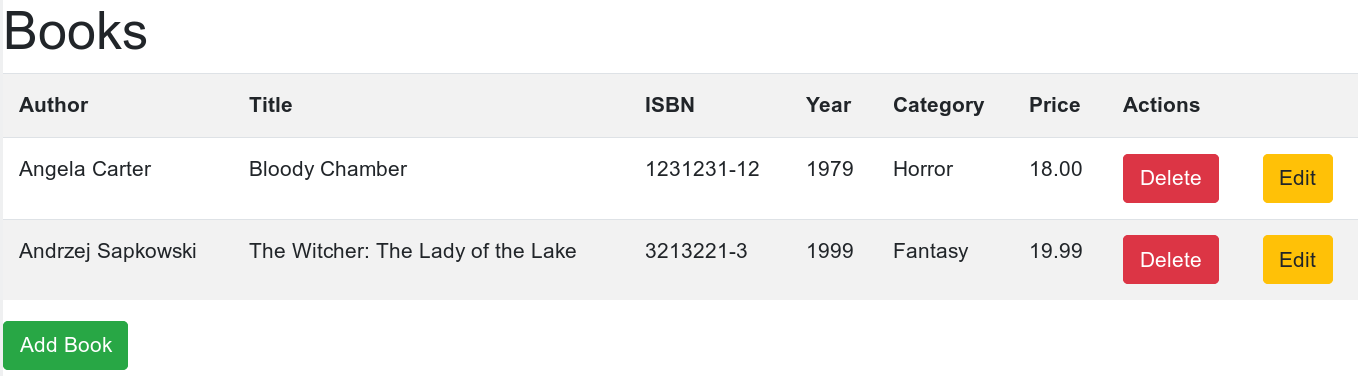 Books
Author Title ISBN Year Category Price Actions
Angela Carter Bloody Chamber 1231231-12 1979 Horror 18.00 Delete Edit
Andrzej Sapkowski The Witcher: The Lady of the Lake 3213221-3 1999 Fantasy 19.99 Delete Edit
Add Book